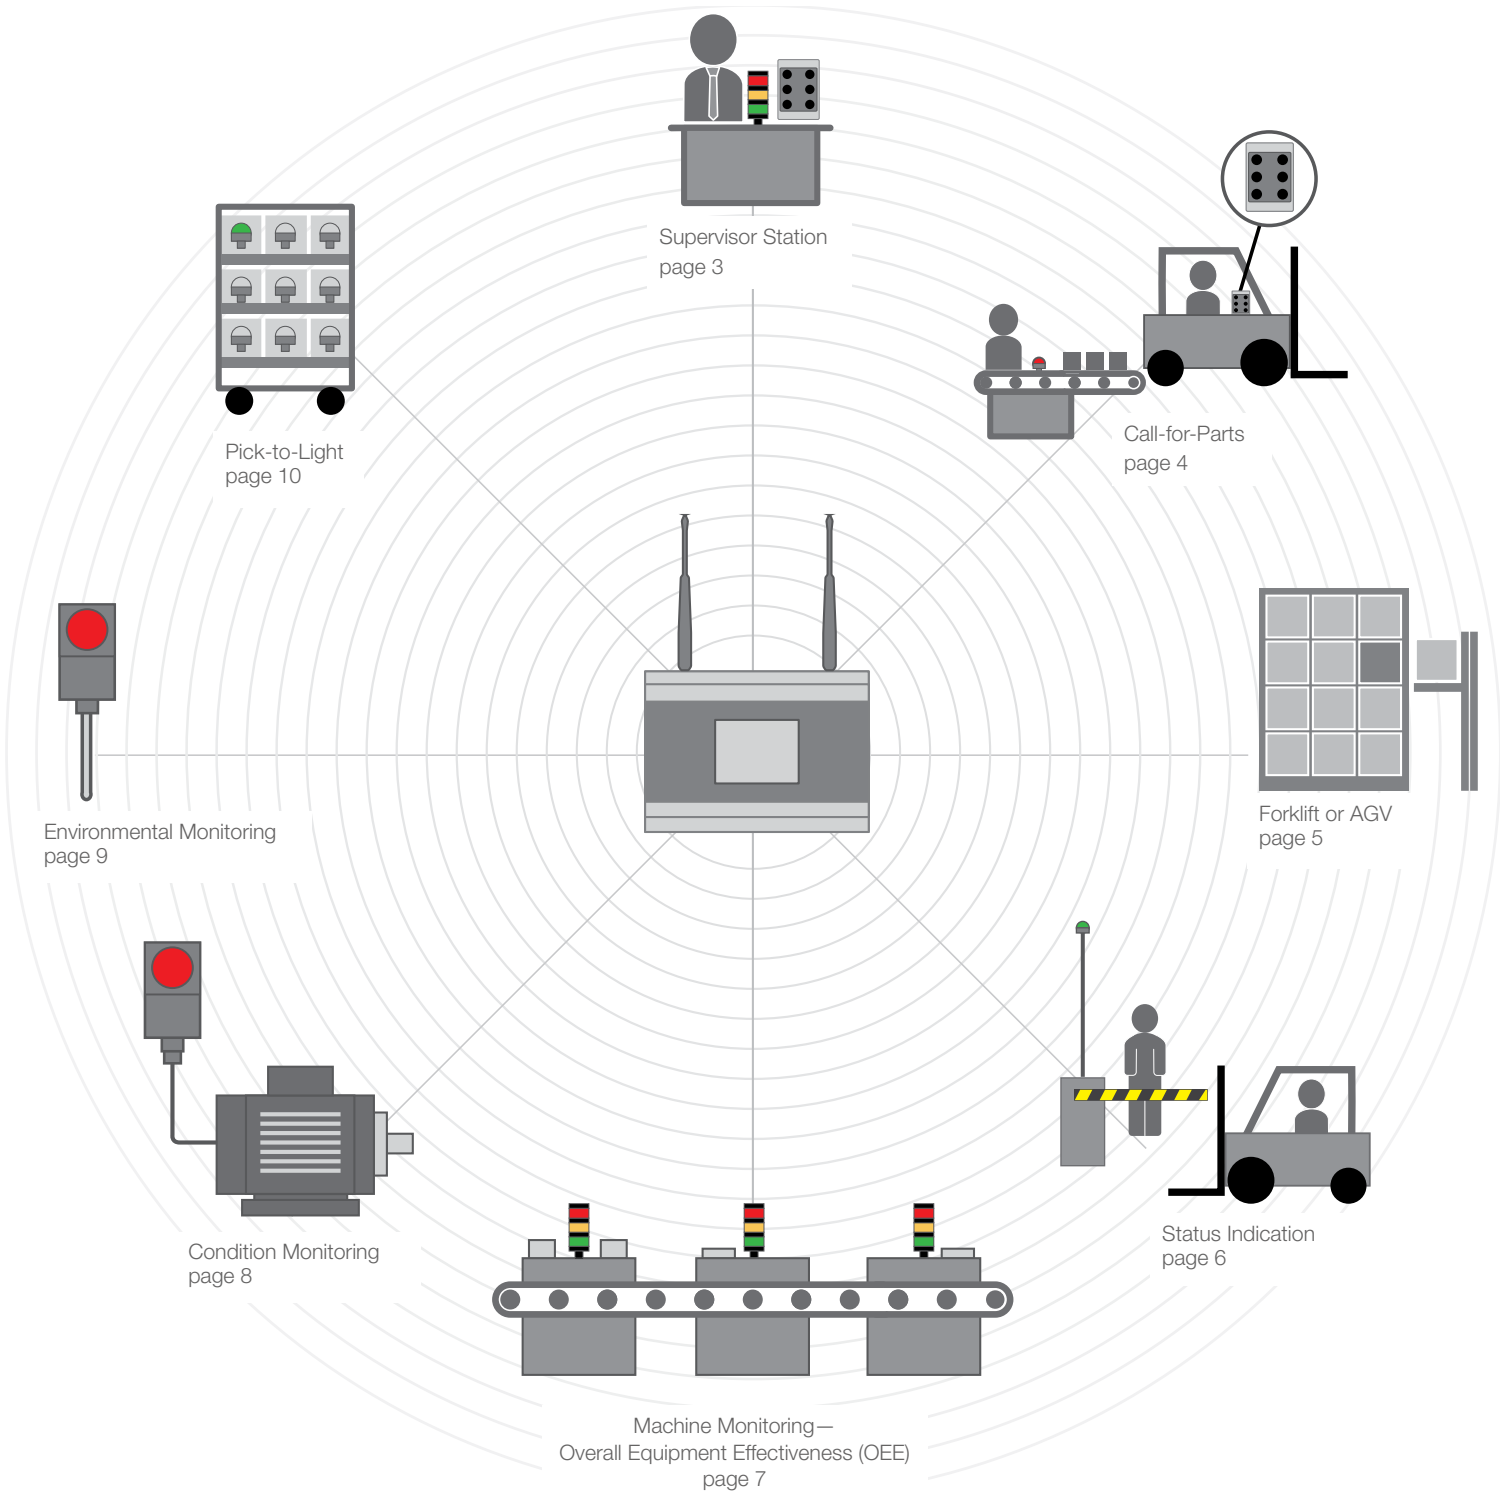 Supervisor Station
page 3
Call-for-Parts
page 4
Pick-to-Light
page 10
Forklift or AGV
page 5
Environmental Monitoring
page 9
Status Indication
page 6
Condition Monitoring
page 8
Machine Monitoring—
Overall Equipment Effectiveness (OEE)
page 7